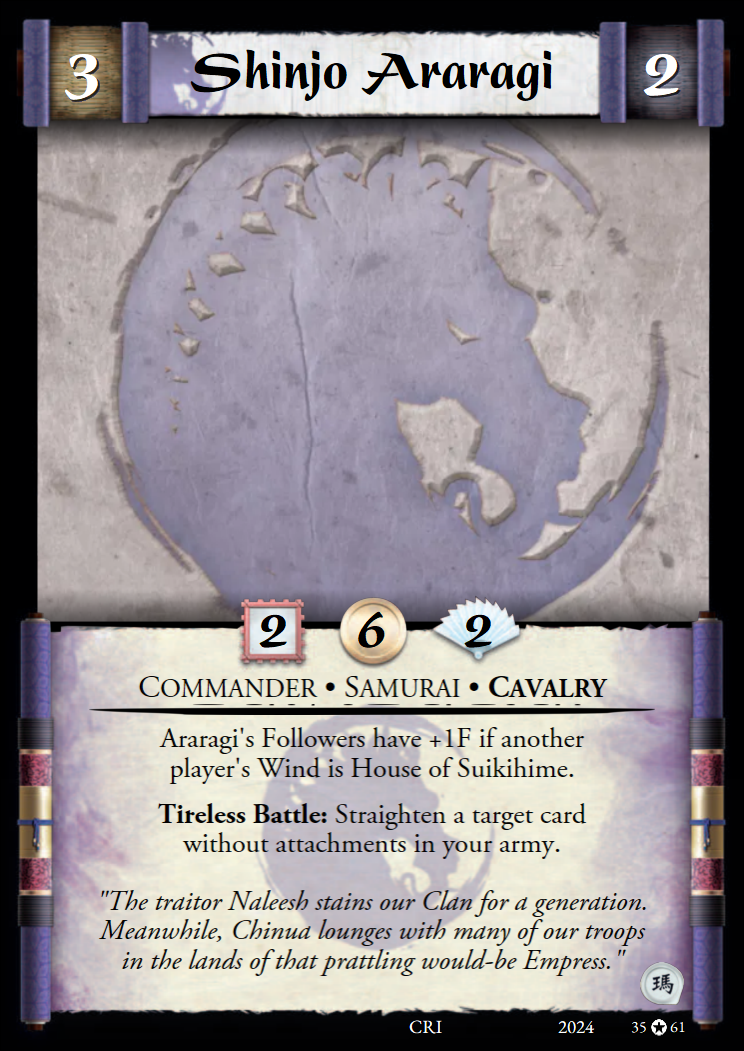 3 Shinjo Araragi 2
2 6 2
COMMANDER • SAMURAI • CAVALRY
Araragi's Followers have +1F if another
player's Wind is House of Suikihime.
Tireless Battle: Straighten a target card
without attachments in your army.
"The traitor Naleesh stains our Clan for a generation.
Meanwhile, Chinua lounges with many of our troops
in the lands of that prattling would-be Empress."
瑪
CRI 2024 35 ✪ 61